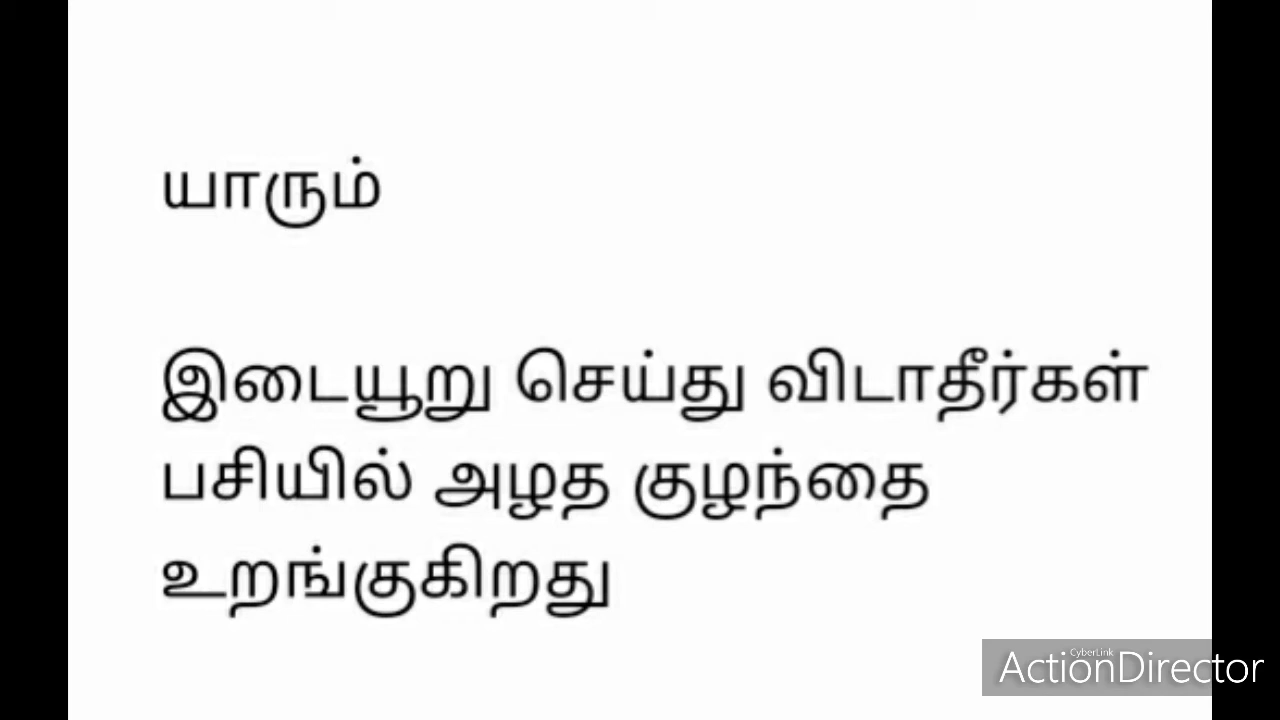 யாரும்
இடையூறு செய்து விடாதீர்கள்
பசியில் அழத குழந்தை
உறங்குகிறது
CyberLink
ActionDirector